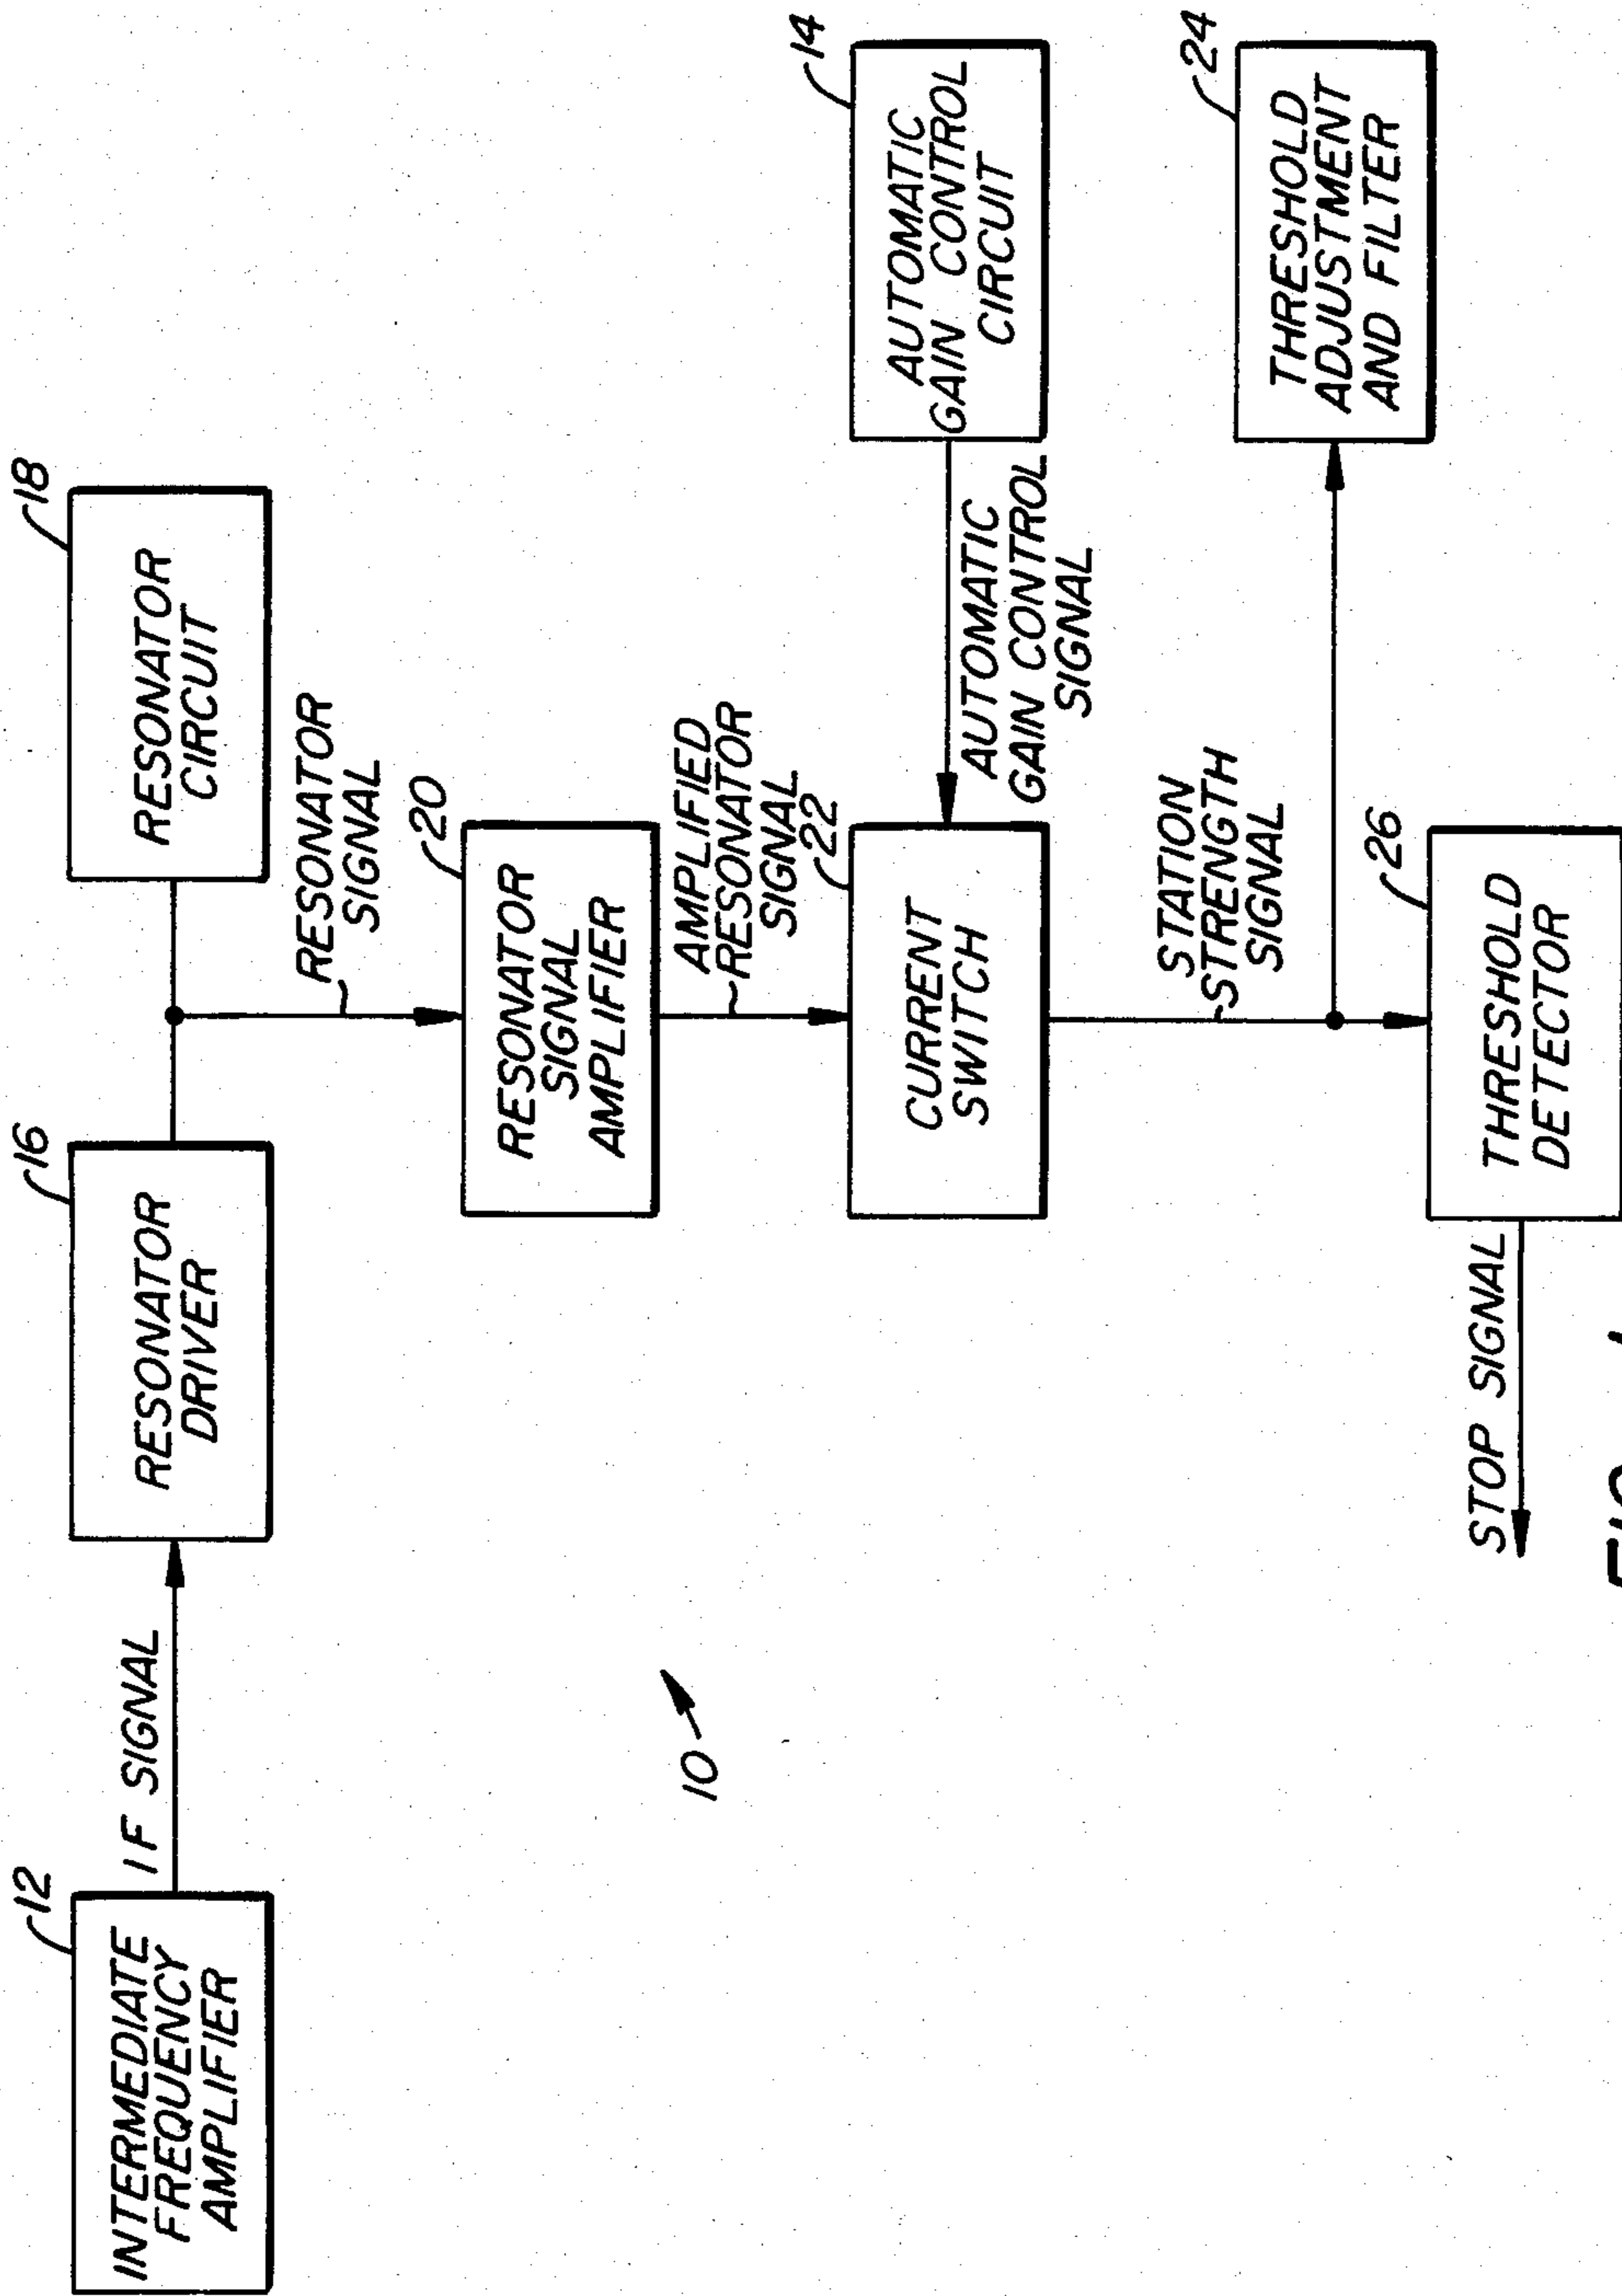 12
INTERMEDIATE
FREQUENCY
AMPLIFIER
IF SIGNAL
16
RESONATOR
DRIVER
18
RESONATOR
CIRCUIT
RESONATOR
SIGNAL
20
RESONATOR
SIGNAL
AMPLIFIER
AMPLIFIED
RESONATOR
SIGNAL
10
22
CURRENT
SWITCH
14
AUTOMATIC
GAIN CONTROL
CIRCUIT
AUTOMATIC
GAIN CONTROL
SIGNAL
STATION
STRENGTH
SIGNAL
24
THRESHOLD
ADJUSTMENT
AND FILTER
26
THRESHOLD
DETECTOR
STOP SIGNAL